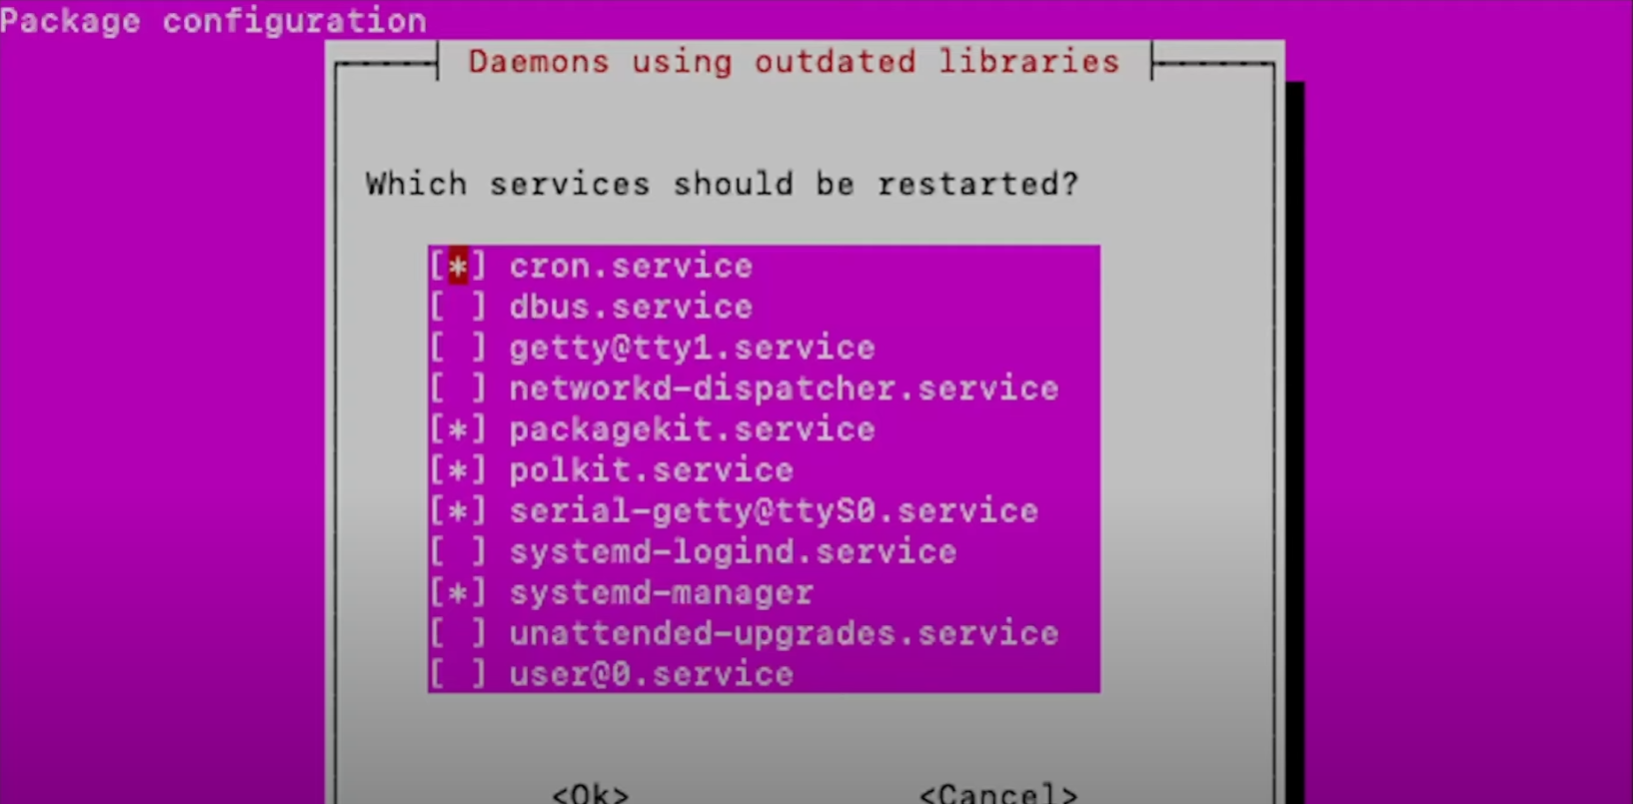 Package configuration
Daemons using outdated libraries
Which services should be restarted?
[*] cron.service
[ ] dbus.service
[ ] getty@tty1.service
[ ] networkd-dispatcher.service
[*] packagekit.service
[*] polkit.service
[*] serial-getty@ttyS0.service
[ ] systemd-logind.service
[*] systemd-manager
[ ] unattended-upgrades.service
[ ] user@0.service
<Ok> <Cancel>